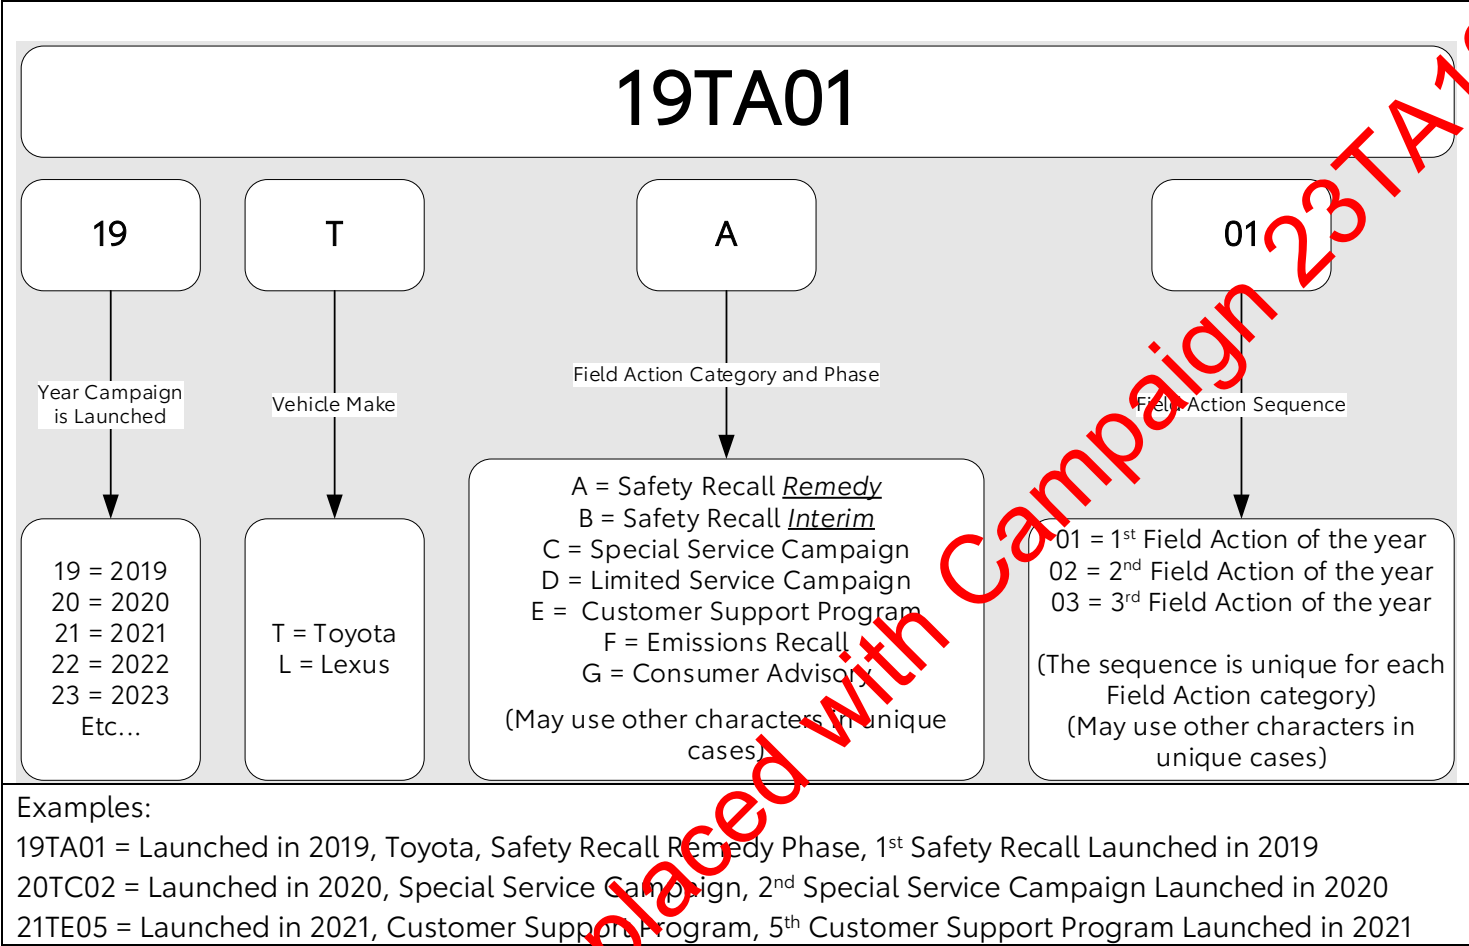 19TA01
19
T
A
01
Year Campaign
is Launched
Vehicle Make
Field Action Category and Phase
Field Action Sequence
19 = 2019
20 = 2020
21 = 2021
22 = 2022
23 = 2023
Etc...
T = Toyota
L = Lexus
A = Safety Recall Remedy
B = Safety Recall Interim
C = Special Service Campaign
D = Limited Service Campaign
E = Customer Support Program
F = Emissions Recall
G = Consumer Advisory
(May use other characters in unique
cases)
01 = 1st Field Action of the year
02 = 2nd Field Action of the year
03 = 3rd Field Action of the year
(The sequence is unique for each
Field Action category)
(May use other characters in
unique cases)
Examples:
19TA01 = Launched in 2019, Toyota, Safety Recall Remedy Phase, 1st Safety Recall Launched in 2019
20TC02 = Launched in 2020, Special Service Campaign, 2nd Special Service Campaign Launched in 2020
21TE05 = Launched in 2021, Customer Support Program, 5th Customer Support Program Launched in 2021
with Campaign